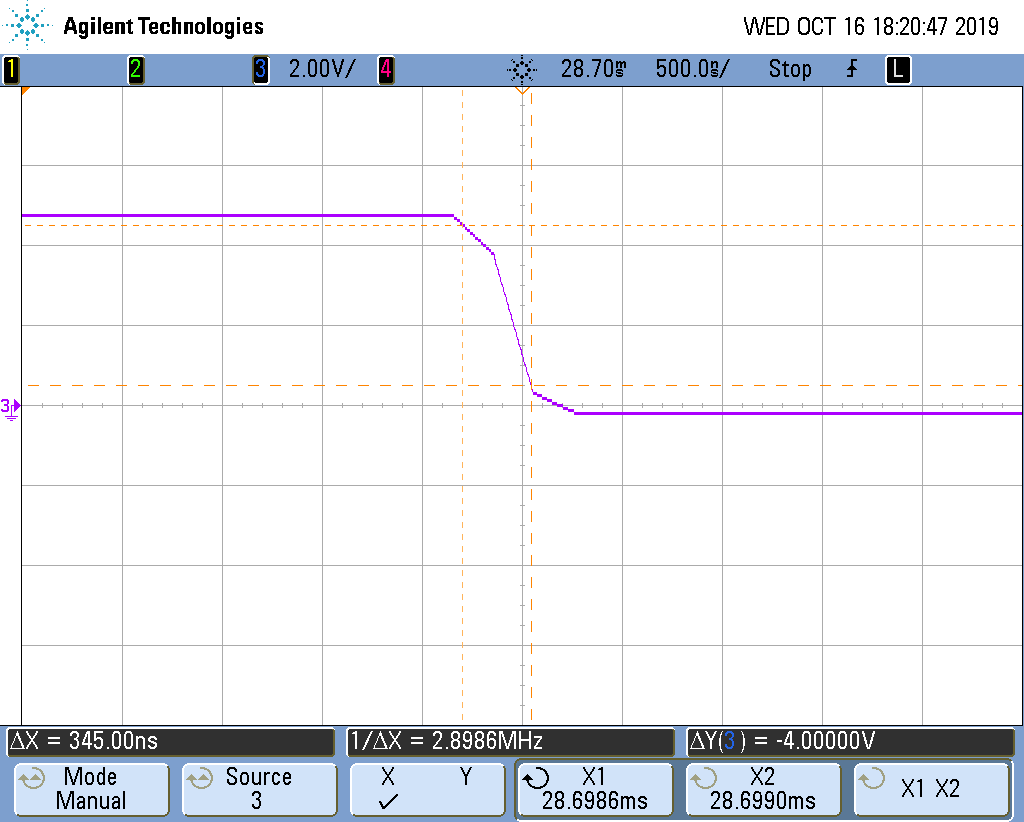 Agilent Technologies WED OCT 16 18:20:47 2019
1 2 3 2.00V/ 4 28.70ms 500.0ns/ Stop L
3
ΔX = 345.00ns 1/ΔX = 2.8986MHz ΔY(3) = -4.00000V
Mode Source X Y X1 X2 X1 X2
Manual 3 28.6986ms 28.6990ms